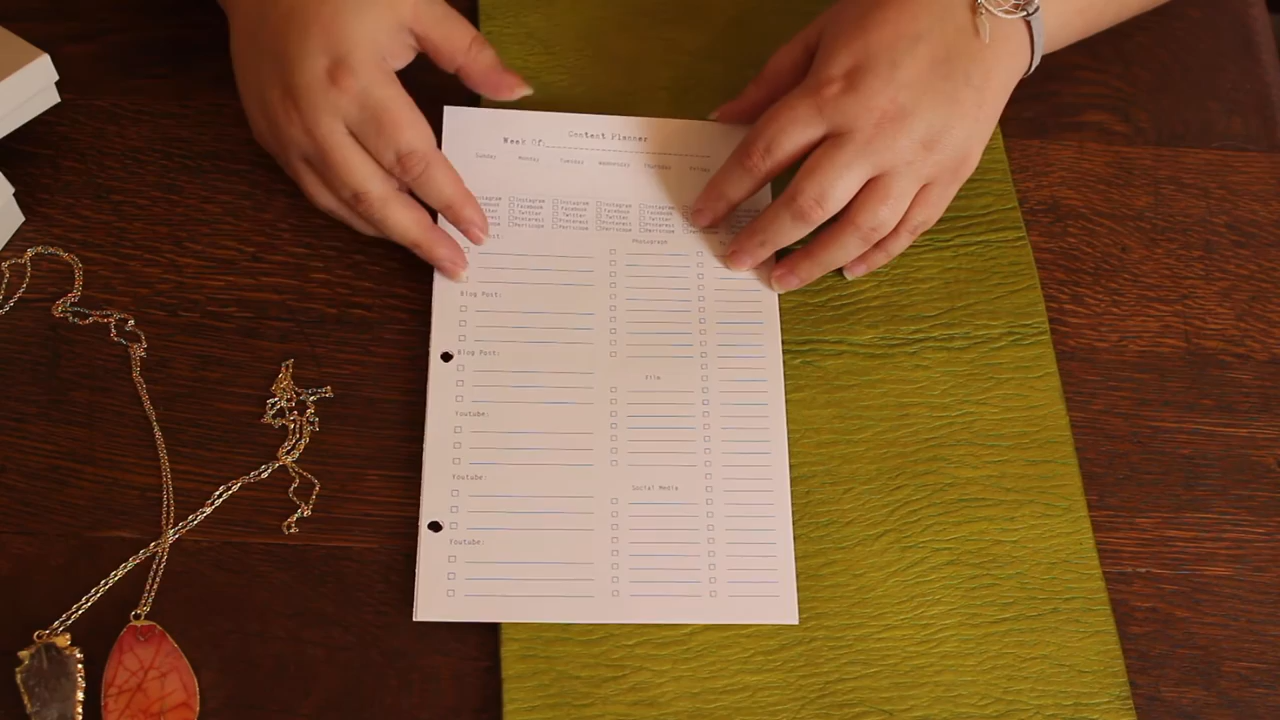 Content Planner
Week Of:
Sunday Monday Tuesday Wednesday Thursday Friday
Instagram Instagram Instagram Instagram
Facebook Facebook Facebook Facebook
Twitter Twitter Twitter Twitter
Pinterest Pinterest Pinterest Pinterest
Periscope Periscope Periscope Periscope
Post: Photograph
Blog Post:
Blog Post:
Film
Youtube:
Youtube:
Social Media
Youtube: